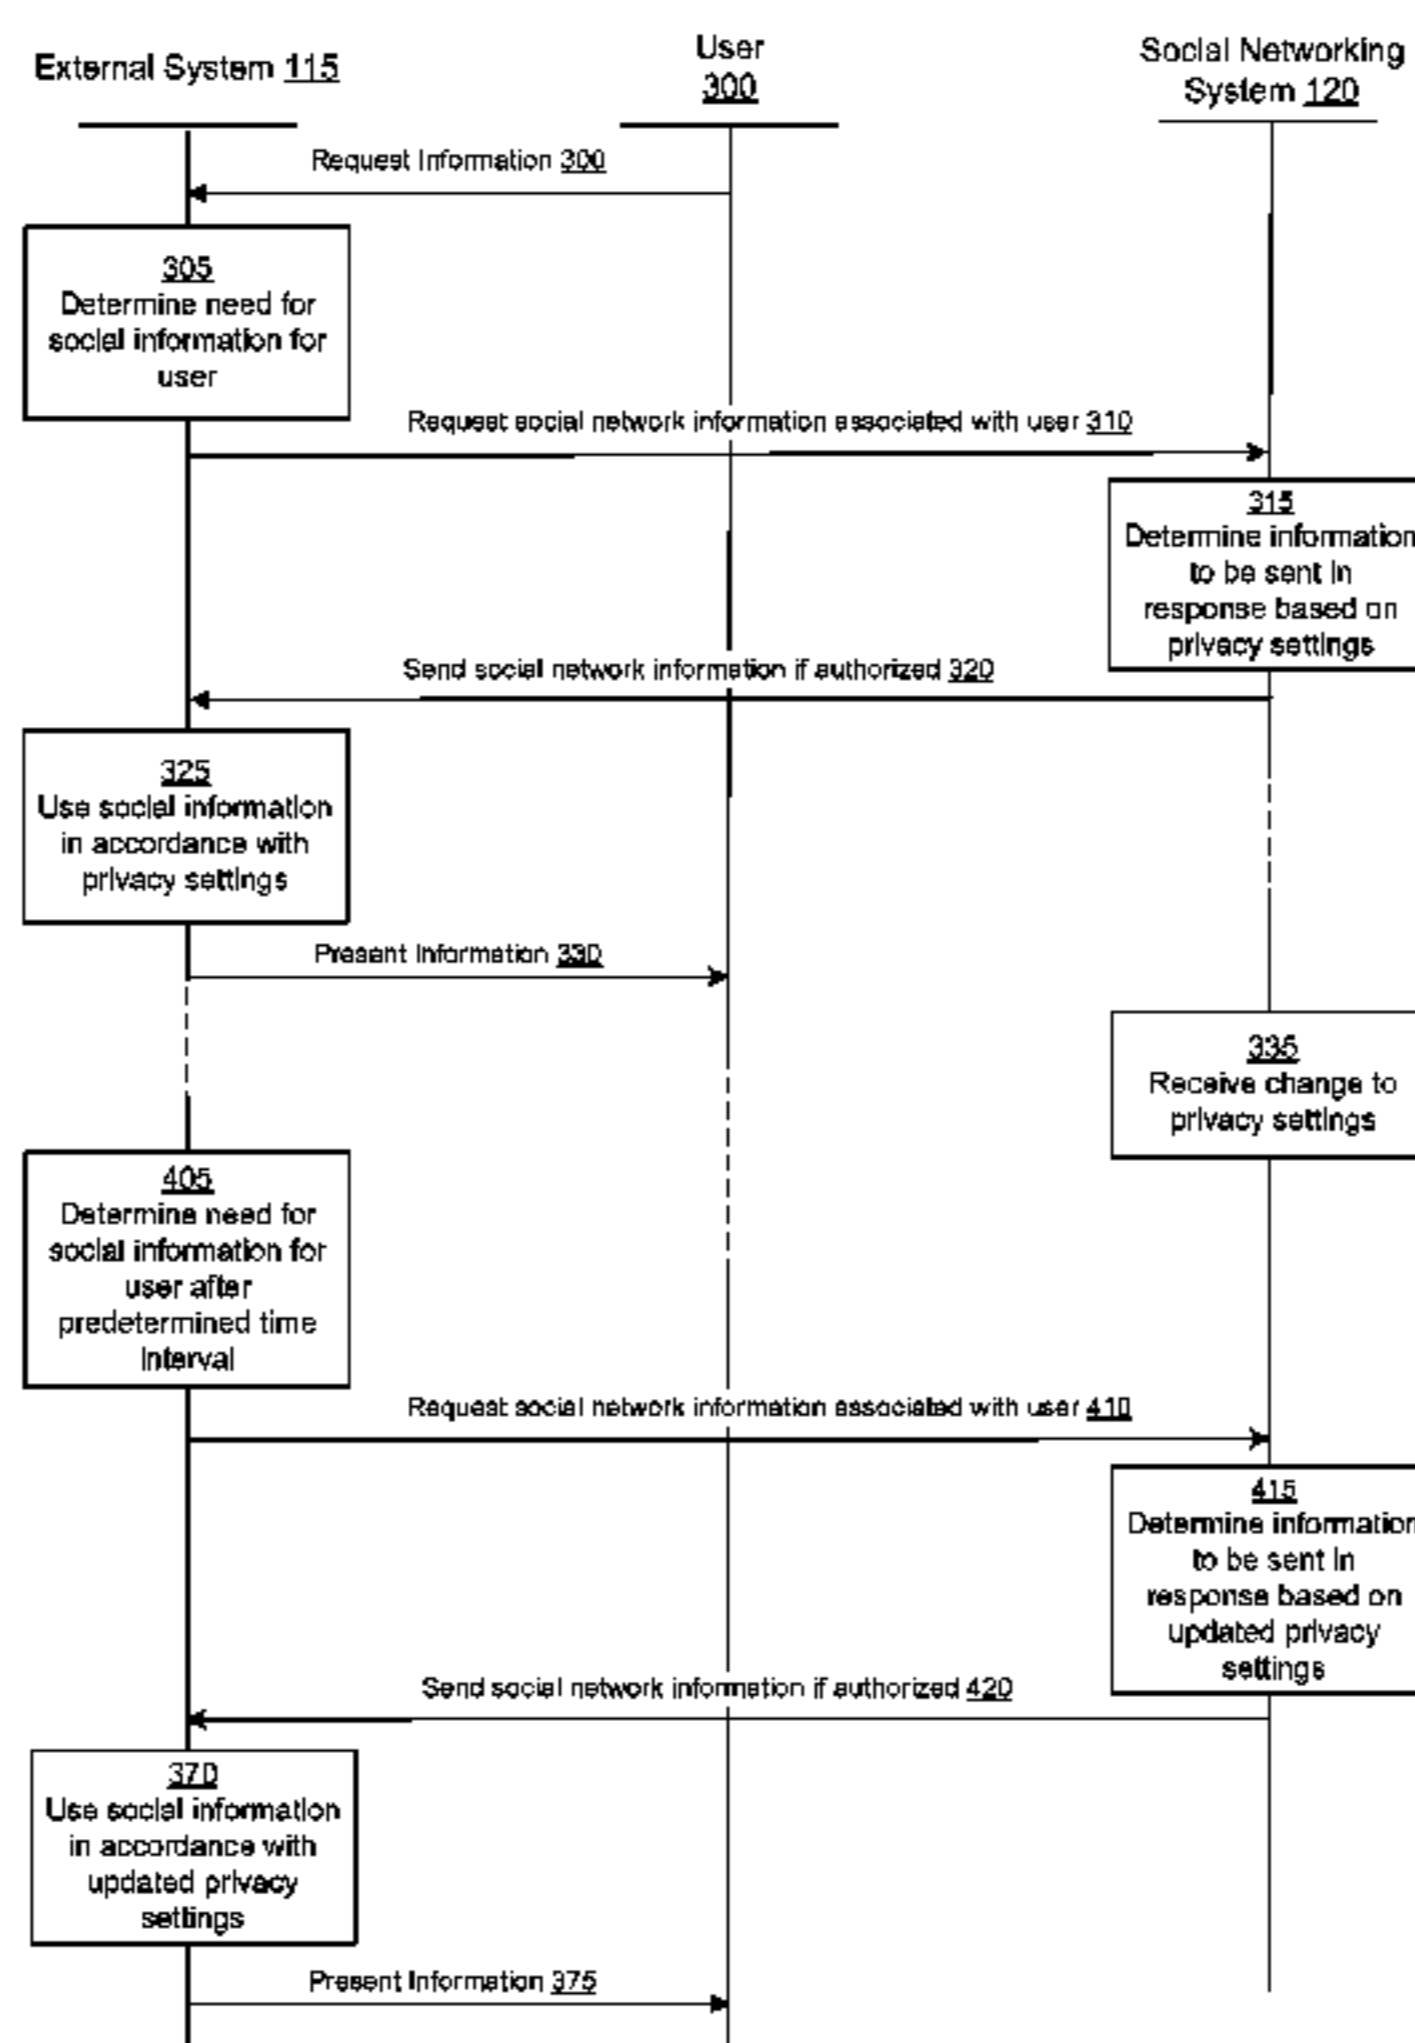 External System 115
User
300
Social Networking
System 120
Request Information 300
305
Determine need for
social information for
user
Request social network information associated with user 310
315
Determine information
to be sent in
response based on
privacy settings
Send social network information if authorized 320
325
Use social information
in accordance with
privacy settings
Present Information 330
335
Receive change to
privacy settings
405
Determine need for
social information for
user after
predetermined time
Interval
Request social network information associated with user 410
415
Determine information
to be sent in
response based on
updated privacy
settings
Send social network information if authorized 420
370
Use social information
in accordance with
updated privacy
settings
Present Information 375